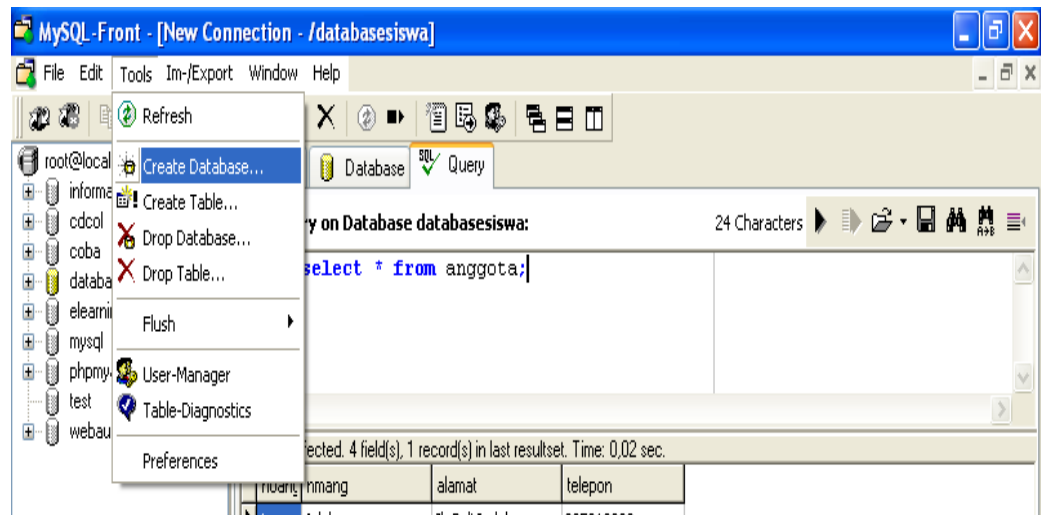 MySQL-Front - [New Connection - /databasesiswa]
File Edit Tools Im-/Export Window Help
Refresh
Create Database...
Create Table...
Drop Database...
Drop Table...
Flush
User-Manager
Table-Diagnostics
Preferences
root@local
informa
cdcol
coba
databa
elearni
mysql
phpmy
test
webau
Database
SQL
Query
ry on Database databasesiswa:
24 Characters
A+B
select * from anggota;
ected. 4 field(s), 1 record(s) in last resultset. Time: 0,02 sec.
noang nmang alamat telepon